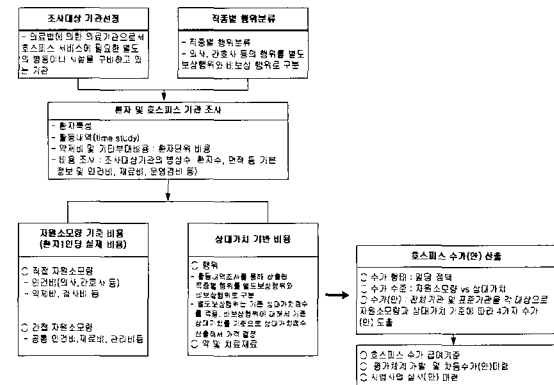 조사대상 기관선정
- 의료법에 의한 의료기관으로서
호스피스 서비스에 필요한 별도
의 병동이나 시설을 구비하고 있
는 기관
직종별 행위분류
- 직종별 행위분류
- 의사, 간호사 등의 행위를 별도
보상행위와 비보상 행위로 구분
환자 및 호스피스 기관 조사
- 환자특성
- 활동내역(time study)
- 약제비 및 기타부대비용 : 환자단위 비용
- 비용 조사 : 조사대상기관의 병상수, 환자수, 면적 등 기본
정보 및 인건비, 재료비, 운영경비 등)
자원소모량 기준 비용
(환자1인당 실제 비용)
○ 직접 자원소모량
- 인건비(의사,간호사 등)
- 약제비, 검사비 등
○ 간접 자원소모량
- 공통 인건비,재료비, 관리비등
상대가치 기반 비용
○ 행위
- 활동내역조사를 통해 산출된
직종별 행위를 별도보상행위와
비보상행위로 구분
- 별도보상행위는 기존 상대가치점수
를 적용, 비보상행위에 대해서 기존
상대가치를 기준으로 상대가치점수
산출해서 가격 결정
○ 약 및 치료재료
호스피스 수가(안) 산출
○ 수가 형태 : 일당 정액
○ 수가 수준 : 자원소모량 vs 상대가치
○ 수가(안) : 전체기관 및 표준기관을 각 대상으로
자원소모량과 상대가치 기준에 따라 4가지 수가
(안) 도출
○ 호스피스 수가 급여기준
○ 평가체계 개발 및 차등수가(안)마련
○ 시범사업 실시(안) 마련